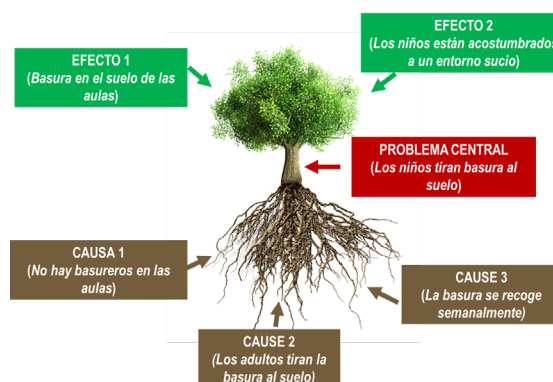 EFECTO 1
(Basura en el suelo de las
aulas)
EFECTO 2
(Los niños están acostumbrados
a un entorno sucio)
PROBLEMA CENTRAL
(Los niños tiran basura al
suelo)
CAUSA 1
(No hay basureros en las
aulas)
CAUSE 2
(Los adultos tiran la
basura al suelo)
CAUSE 3
(La basura se recoge
semanalmente)